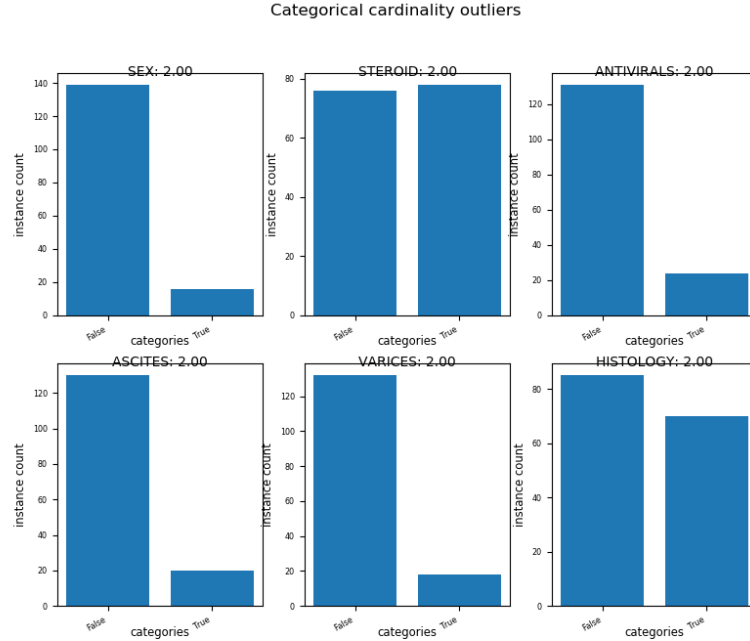 Categorical cardinality outliers
SEX: 2.00
140
120
100
80
60
40
20
0
instance count
False
True
categories
STEROID: 2.00
80
60
40
20
0
instance count
False
True
categories
ANTIVIRALS: 2.00
120
100
80
60
40
20
0
instance count
False
True
categories
ASCITES: 2.00
120
100
80
60
40
20
0
instance count
False
True
categories
VARICES: 2.00
120
100
80
60
40
20
0
instance count
False
True
categories
HISTOLOGY: 2.00
80
60
40
20
0
instance count
False
True
categories